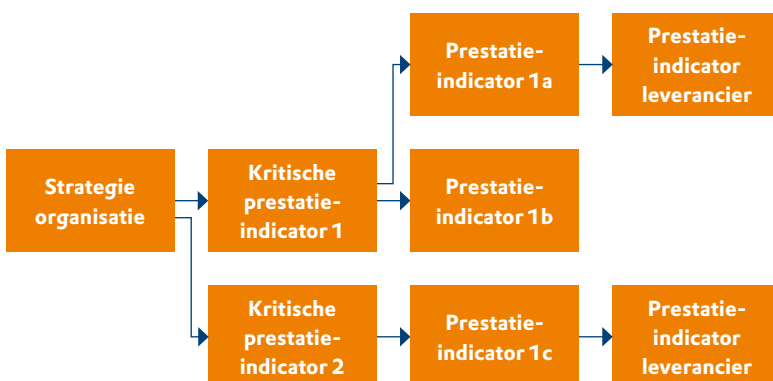 Prestatie-
indicator 1a
Prestatie-
indicator
leverancier
Strategie
organisatie
Kritische
prestatie-
indicator 1
Prestatie-
indicator 1b
Kritische
prestatie-
indicator 2
Prestatie-
indicator 1c
Prestatie-
indicator
leverancier